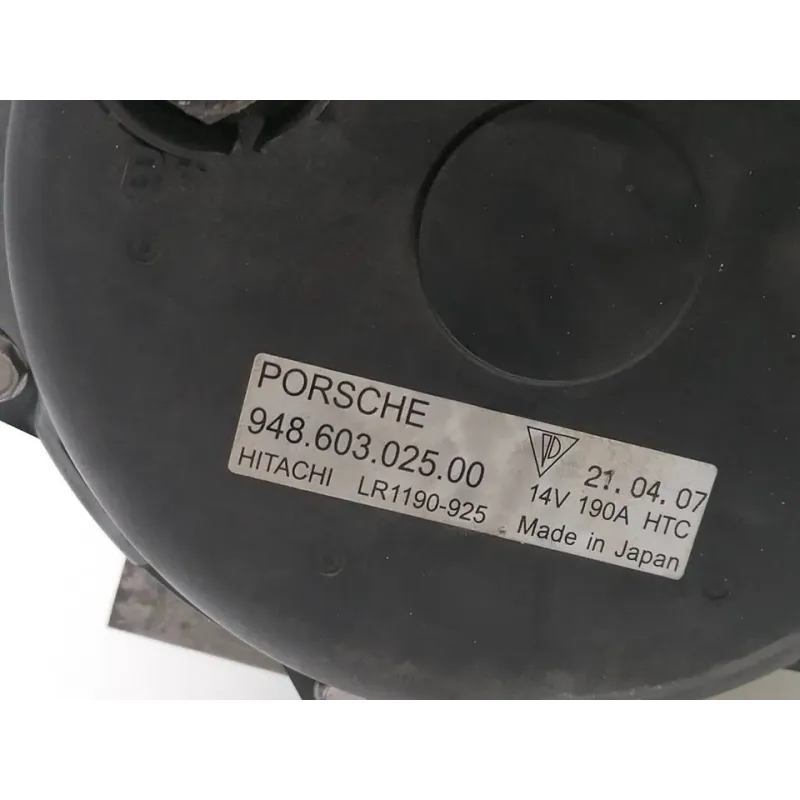 PORSCHE
948.603.025.00 21. 04. 07
HITACHI LR1190-925 14V 190A HTC
Made in Japan